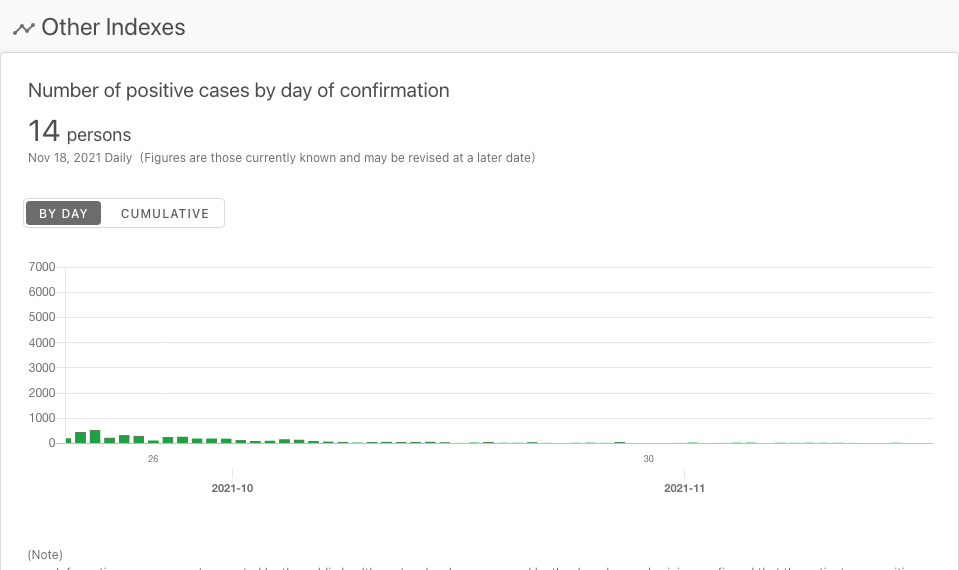 Other Indexes
Number of positive cases by day of confirmation
14 persons
Nov 18, 2021 Daily (Figures are those currently known and may be revised at a later date)
BY DAY CUMULATIVE
7000
6000
5000
4000
3000
2000
1000
0
26 30
2021-10 2021-11
(Note)